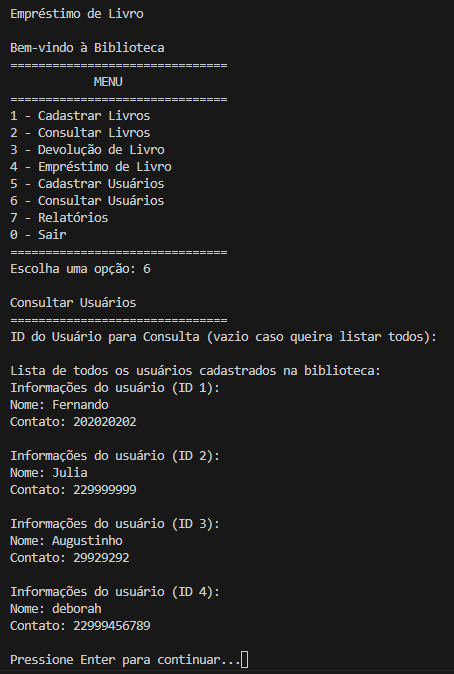 Empréstimo de Livro
Bem-vindo à Biblioteca
===============================
MENU
===============================
1 - Cadastrar Livros
2 - Consultar Livros
3 - Devolução de Livro
4 - Empréstimo de Livro
5 - Cadastrar Usuários
6 - Consultar Usuários
7 - Relatórios
0 - Sair
===============================
Escolha uma opção: 6
Consultar Usuários
===============================
ID do Usuário para Consulta (vazio caso queira listar todos):
Lista de todos os usuários cadastrados na biblioteca:
Informações do usuário (ID 1):
Nome: Fernando
Contato: 202020202
Informações do usuário (ID 2):
Nome: Julia
Contato: 229999999
Informações do usuário (ID 3):
Nome: Augustinho
Contato: 29929292
Informações do usuário (ID 4):
Nome: deborah
Contato: 22999456789
Pressione Enter para continuar...